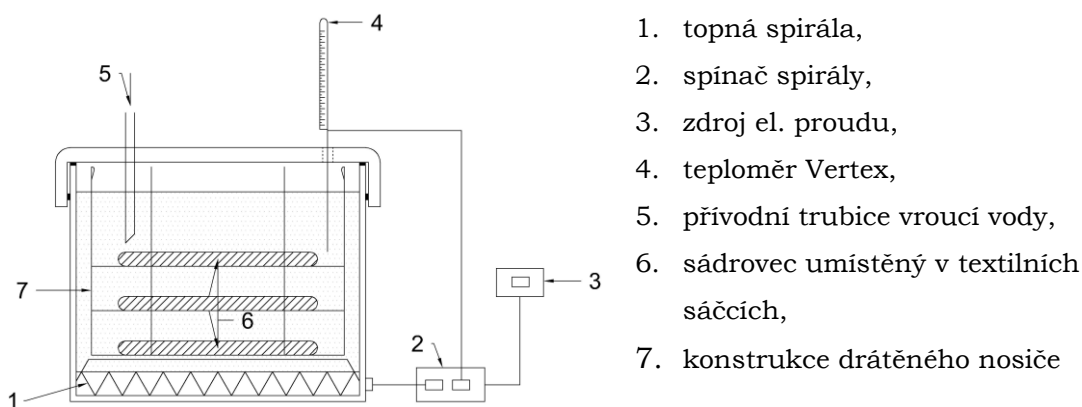 4
5
7
6
3
2
1
1. topná spirála,
2. spínač spirály,
3. zdroj el. proudu,
4. teploměr Vertex,
5. přívodní trubice vroucí vody,
6. sádrovec umístěný v textilních
sáčcích,
7. konstrukce drátěného nosiče